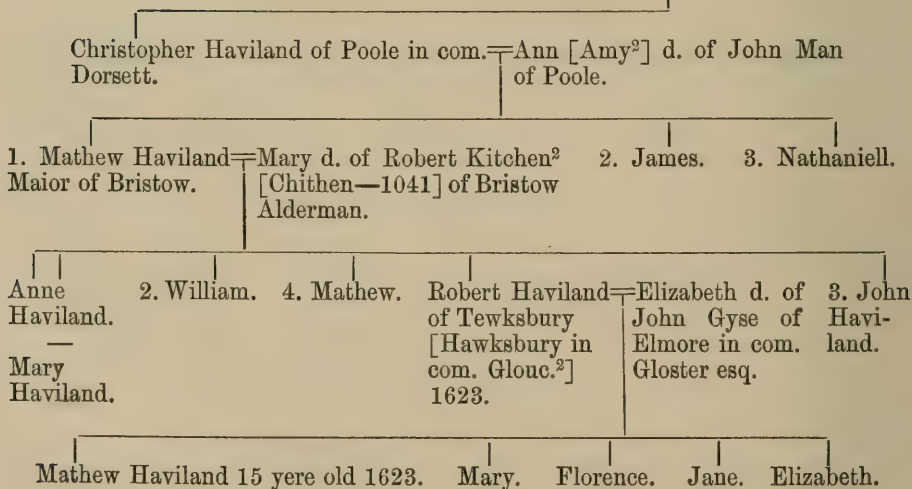 Christopher Haviland of Poole in com.=Ann [Amy²] d. of John Man
Dorsett. of Poole.
1. Mathew Haviland=Mary d. of Robert Kitchen² 2. James. 3. Nathaniell.
Maior of Bristow. [Chithen—1041] of Bristow
Alderman.
Anne 2. William. 4. Mathew. Robert Haviland=Elizabeth d. of 3. John
Haviland. of Tewksbury John Gyse of Havi-
— [Hawksbury in Elmore in com. land.
Mary com. Glouc.²] Gloster esq.
Haviland. 1623.
Mathew Haviland 15 yere old 1623. Mary. Florence. Jane. Elizabeth.